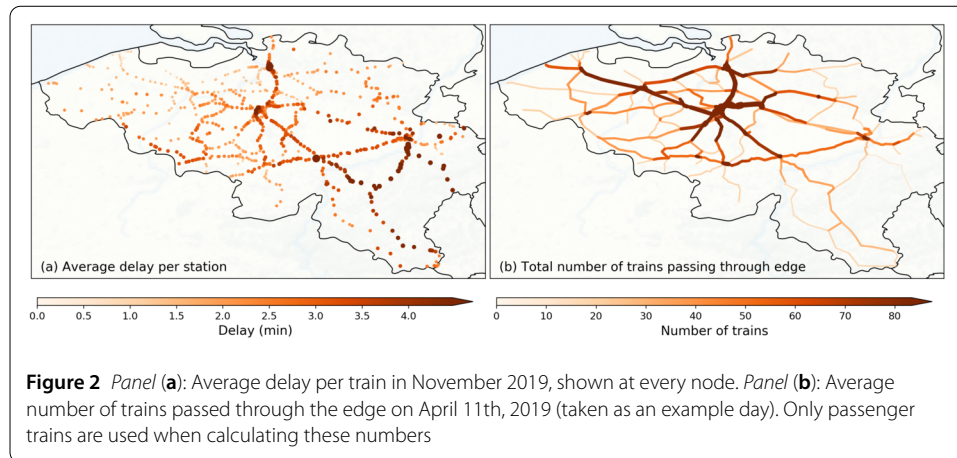 (a) Average delay per station
(b) Total number of trains passing through edge
0.0 0.5 1.0 1.5 2.0 2.5 3.0 3.5 4.0
Delay (min)
0 10 20 30 40 50 60 70 80
Number of trains
Figure 2 Panel (a): Average delay per train in November 2019, shown at every node. Panel (b): Average
number of trains passed through the edge on April 11th, 2019 (taken as an example day). Only passenger
trains are used when calculating these numbers